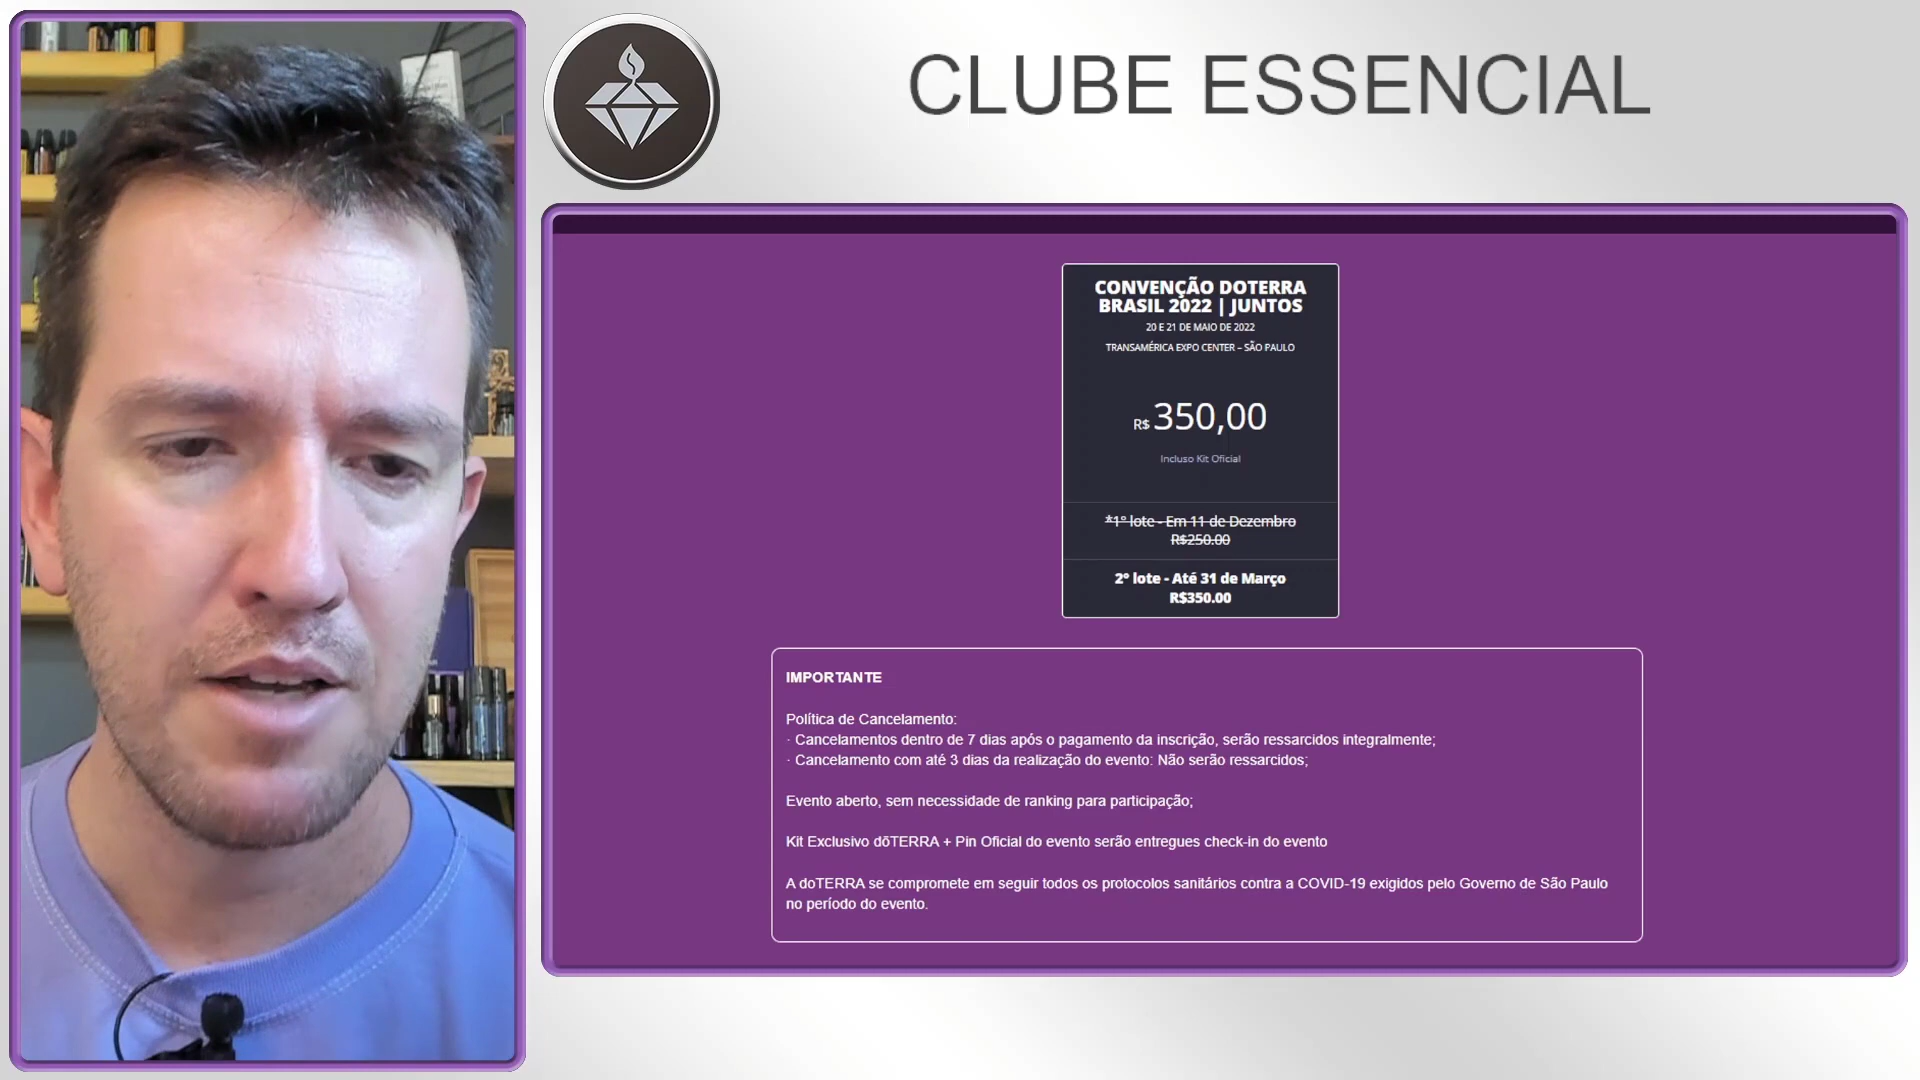 CLUBE ESSENCIAL
CONVENÇÃO DOTERRA
BRASIL 2022 | JUNTOS
20 E 21 DE MAIO DE 2022
TRANSAMÉRICA EXPO CENTER – SÃO PAULO
R$ 350,00
Incluso Kit Oficial
*1º lote - Em 11 de Dezembro
R$250.00
2º lote - Até 31 de Março
R$350.00
IMPORTANTE
Política de Cancelamento:
· Cancelamentos dentro de 7 dias após o pagamento da inscrição, serão ressarcidos integralmente;
· Cancelamento com até 3 dias da realização do evento: Não serão ressarcidos;
Evento aberto, sem necessidade de ranking para participação;
Kit Exclusivo dōTERRA + Pin Oficial do evento serão entregues check-in do evento
A doTERRA se compromete em seguir todos os protocolos sanitários contra a COVID-19 exigidos pelo Governo de São Paulo
no período do evento.